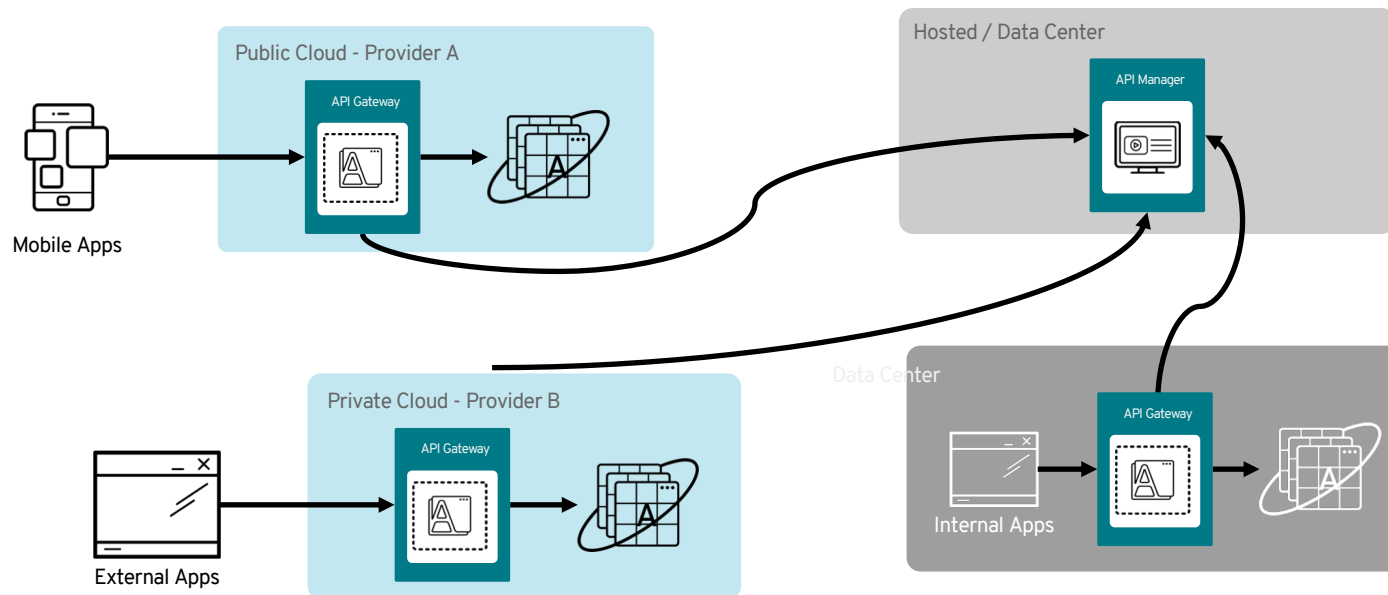 Public Cloud - Provider A
API Gateway
A
Mobile Apps
Hosted / Data Center
API Manager
Private Cloud - Provider B
API Gateway
A
External Apps
Data Center
API Gateway
A
Internal Apps